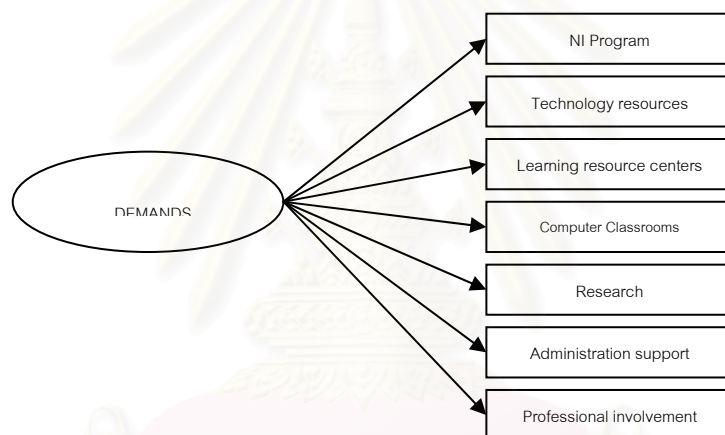 NI Program
Technology resources
Learning resource centers
DEMANDS
Computer Classrooms
Research
Administration support
Professional involvement